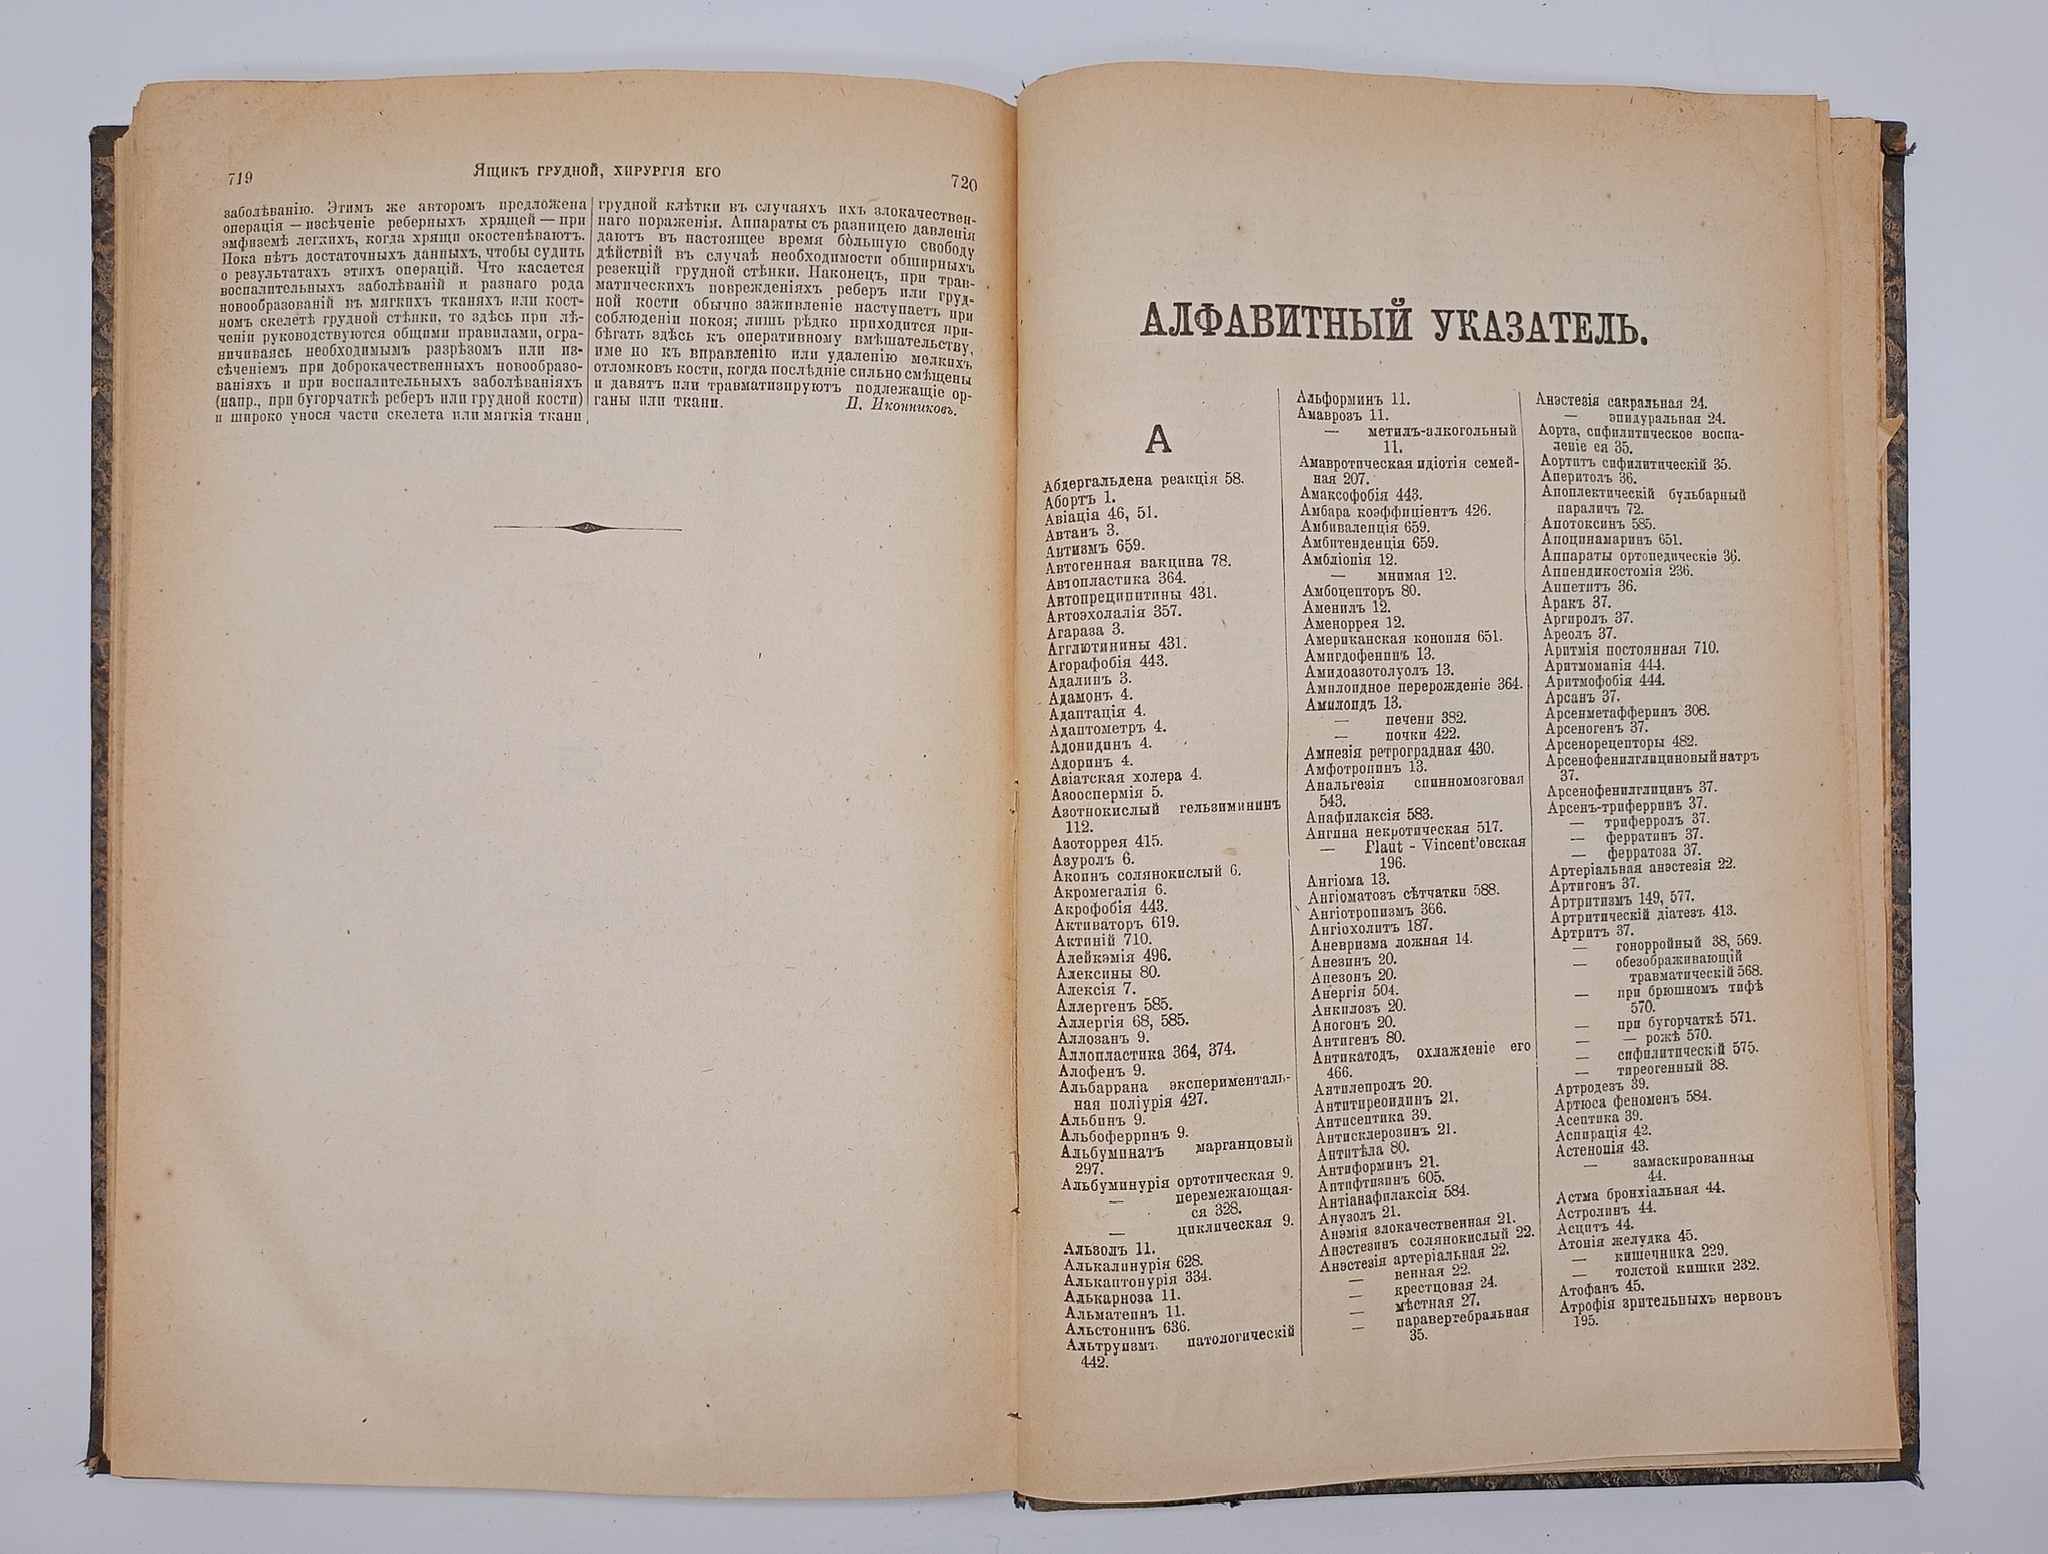 719
Ящикъ грудной, хирургія его
720
заболѣванію. Этимъ же авторомъ предложена
операція — изсѣченіе реберныхъ хрящей — при
эмфиземѣ легкихъ, когда хрящи окостенѣваютъ.
Пока нѣтъ достаточныхъ данныхъ, чтобы судить
о результатахъ этихъ операцій. Что касается
воспалительныхъ заболѣваній и разнаго рода
новообразованій въ мягкихъ тканяхъ или кост-
номъ скелетѣ грудной стѣнки, то здѣсь при лѣ-
ченіи руководствуются общими правилами, огра-
ничиваясь необходимымъ разрѣзомъ или из-
сѣченіемъ при доброкачественныхъ новообразо-
ваніяхъ и при воспалительныхъ заболѣваніяхъ
(напр., при бугорчаткѣ реберъ или грудной кости)
и широко унося части скелета или мягкія ткани
грудной клѣтки въ случаяхъ ихъ злокачествен-
наго пораженія. Аппараты съ разницею давленія
даютъ въ настоящее время бо́льшую свободу
дѣйствій въ случаѣ необходимости обширныхъ
резекцій грудной стѣнки. Наконецъ, при трав-
матическихъ поврежденіяхъ реберъ или груд-
ной кости обычно заживленіе наступаетъ при
соблюденіи покоя; лишь рѣдко приходится при-
бѣгать здѣсь къ оперативному вмѣшательству,
име но къ вправленію или удаленію мелкихъ
отломковъ кости, когда послѣдніе сильно смѣщены
и давятъ или травматизируютъ подлежащіе ор-
ганы или ткани. П. Иконниковъ.
АЛФАВИТНЫЙ УКАЗАТЕЛЬ.
А
Абдергальдена реакція 58.
Абортъ 1.
Авіація 46, 51.
Автанъ 3.
Автизмъ 659.
Автогенная вакцина 78.
Автопластика 364.
Автопреципитины 431.
Автоэхолалія 357.
Агараза 3.
Агглютинины 431.
Агорафобія 443.
Адалинъ 3.
Адамонъ 4.
Адаптація 4.
Адаптометръ 4.
Адонидинъ 4.
Адоринъ 4.
Азіатская холера 4.
Азооспермія 5.
Азотнокислый гельземининъ
112.
Азоторрея 415.
Азуролъ 6.
Акоинъ солянокислый 6.
Акромегалія 6.
Акрофобія 443.
Активаторъ 619.
Актиній 710.
Алейкэмія 496.
Алексины 80.
Алексія 7.
Аллергенъ 585.
Аллергія 68, 585.
Аллозанъ 9.
Аллопластика 364, 374.
Алофенъ 9.
Альбаррана эксперименталь-
ная поліурія 427.
Альбинъ 9.
Альбоферринъ 9.
Альбуминатъ марганцовый
297.
Альбуминурія ортотическая 9.
— перемежающая-
ся 328.
— циклическая 9.
Альзолъ 11.
Алькалинурія 628.
Алькаптонурія 334.
Алькарноза 11.
Альматеинъ 11.
Альстонинъ 636.
Альтруизмъ патологическій
442.
Альформинъ 11.
Амаврозъ 11.
— метилъ-алкогольный
11.
Амавротическая идіотія семей-
ная 207.
Амаксофобія 443.
Амбара коэффиціентъ 426.
Амбиваленція 659.
Амбитенденція 659.
Амбліопія 12.
— мнимая 12.
Амбоцепторъ 80.
Аменилъ 12.
Аменоррея 12.
Американская конопля 651.
Амигдофенинъ 13.
Амидоазотолуолъ 13.
Амилоидное перерожденіе 364.
Амилоидъ 13.
— печени 382.
— почки 422.
Амнезія ретроградная 430.
Амфотропинъ 13.
Анальгезія спинномозговая
543.
Анафилаксія 583.
Ангина некротическая 517.
— Plaut - Vincent'овская
196.
Ангіома 13.
Ангіоматозъ сѣтчатки 588.
Ангіотропизмъ 366.
Ангіохолитъ 187.
Аневризма ложная 14.
Анезинъ 20.
Анезонъ 20.
Анергія 504.
Анкилозъ 20.
Аногонъ 20.
Антигенъ 80.
Антикатодъ, охлажденіе его
466.
Антилепролъ 20.
Антитиреоидинъ 21.
Антисептика 39.
Антисклерозинъ 21.
Антитѣла 80.
Антиформинъ 21.
Антифтизинъ 605.
Антіанафилаксія 584.
Анузолъ 21.
Анэмія злокачественная 21.
Анэстезинъ солянокислый 22.
Анэстезія артеріальная 22.
— венная 22.
— крестцовая 24.
— мѣстная 27.
— паравертебральная
35.
Анэстезія сакральная 24.
— эпидуральная 24.
Аорта, сифилитическое воспа-
леніе ея 35.
Аортитъ сифилитическій 35.
Аперитолъ 36.
Апоплектическій бульбарный
параличъ 72.
Апотоксинъ 585.
Апоцинамаринъ 651.
Аппараты ортопедическіе 36.
Аппендикостомія 236.
Аппетитъ 36.
Аракъ 37.
Аргиролъ 37.
Ареолъ 37.
Аритмія постоянная 710.
Аритмоманія 444.
Аритмофобія 444.
Арсанъ 37.
Арсенметафферинъ 308.
Арсеногенъ 37.
Арсенорецепторы 482.
Арсенофенилглициновый натръ
37.
Арсенофенилглицинъ 37.
Арсенъ-триферринъ 37.
— триферролъ 37.
— ферратинъ 37.
— ферратоза 37.
Артеріальная анэстезія 22.
Артигонъ 37.
Артритизмъ 149, 577.
Артритическій діатезъ 413.
Артритъ 37.
— гонорройный 38, 569.
— обезображивающій
травматическій 568.
— при брюшномъ тифѣ
570.
— при бугорчаткѣ 571.
— — рожѣ 570.
— сифилитическій 575.
— тиреогенный 38.
Артродезъ 39.
Артюса феноменъ 584.
Асептика 39.
Аспирація 42.
Астенопія 43.
— замаскированная
44.
Астма бронхіальная 44.
Астролинъ 44.
Асцитъ 44.
Атонія желудка 45.
— кишечника 229.
— толстой кишки 232.
Атофанъ 45.
Атрофія зрительныхъ нервовъ
195.